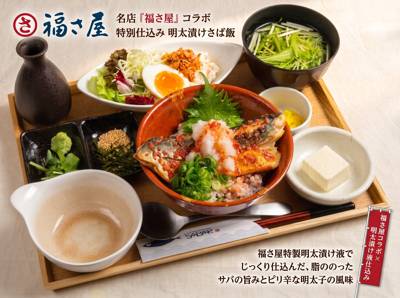 福さ屋
名店『福さ屋』コラボ
特別仕込み 明太漬けさば飯
福さ屋コラボ×
明太漬け液仕込み
福さ屋特製明太漬け液で
じっくり仕込んだ、脂ののった
サバの旨みとピリ辛な明太子の風味